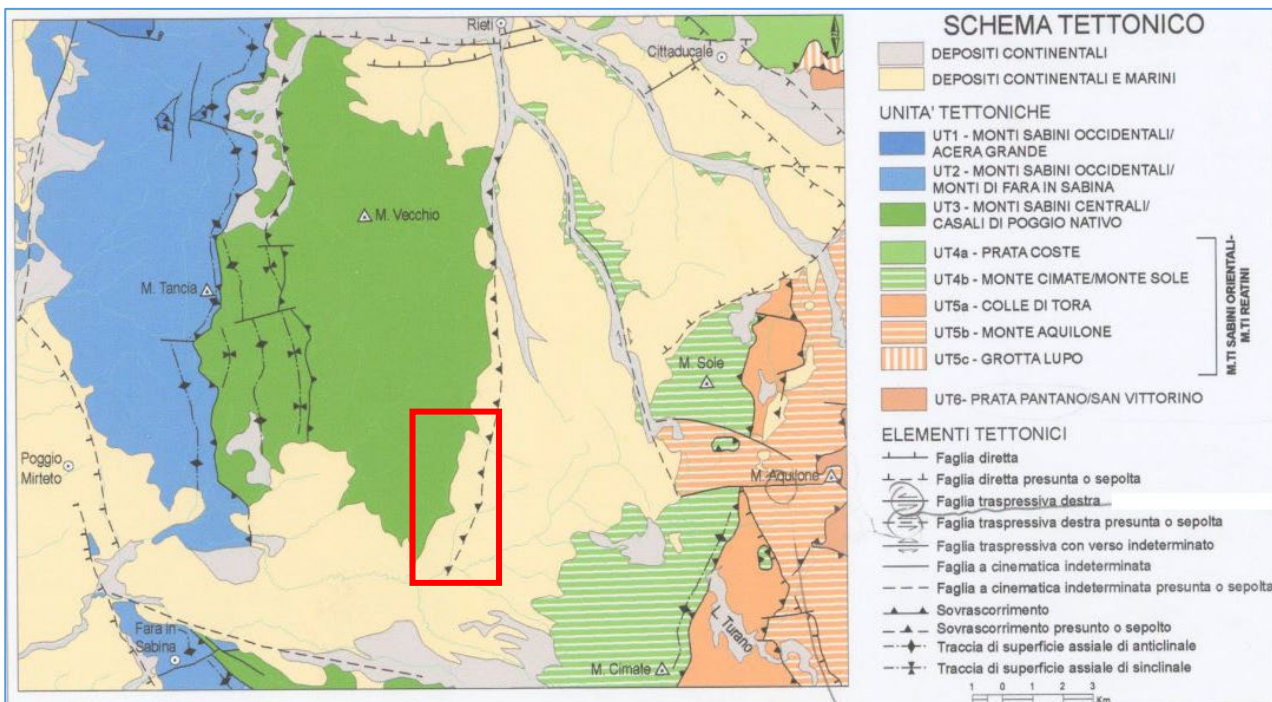 Rieti
Cittaducale
M. Vecchio
M. Tancia
M. Sole
Poggio
Mirteto
M. Aquilone
L. Turano
Fara in
Sabina
M. Cimate
SCHEMA TETTONICO
DEPOSITI CONTINENTALI
DEPOSITI CONTINENTALI E MARINI
UNITA' TETTONICHE
UT1 - MONTI SABINI OCCIDENTALI/
ACERA GRANDE
UT2 - MONTI SABINI OCCIDENTALI/
MONTI DI FARA IN SABINA
UT3 - MONTI SABINI CENTRALI/
CASALI DI POGGIO NATIVO
UT4a - PRATA COSTE
UT4b - MONTE CIMATE/MONTE SOLE
UT5a - COLLE DI TORA
UT5b - MONTE AQUILONE
UT5c - GROTTA LUPO
M.TI SABINI ORIENTALI-
M.TI REATINI
UT6- PRATA PANTANO/SAN VITTORINO
ELEMENTI TETTONICI
Faglia diretta
Faglia diretta presunta o sepolta
Faglia traspressiva destra
Faglia traspressiva destra presunta o sepolta
Faglia traspressiva con verso indeterminato
Faglia a cinematica indeterminata
Faglia a cinematica indeterminata presunta o sepolta
Sovrascorrimento
Sovrascorrimento presunto o sepolto
Traccia di superficie assiale di anticlinale
Traccia di superficie assiale di sinclinale
1 0 1 2 3
Km